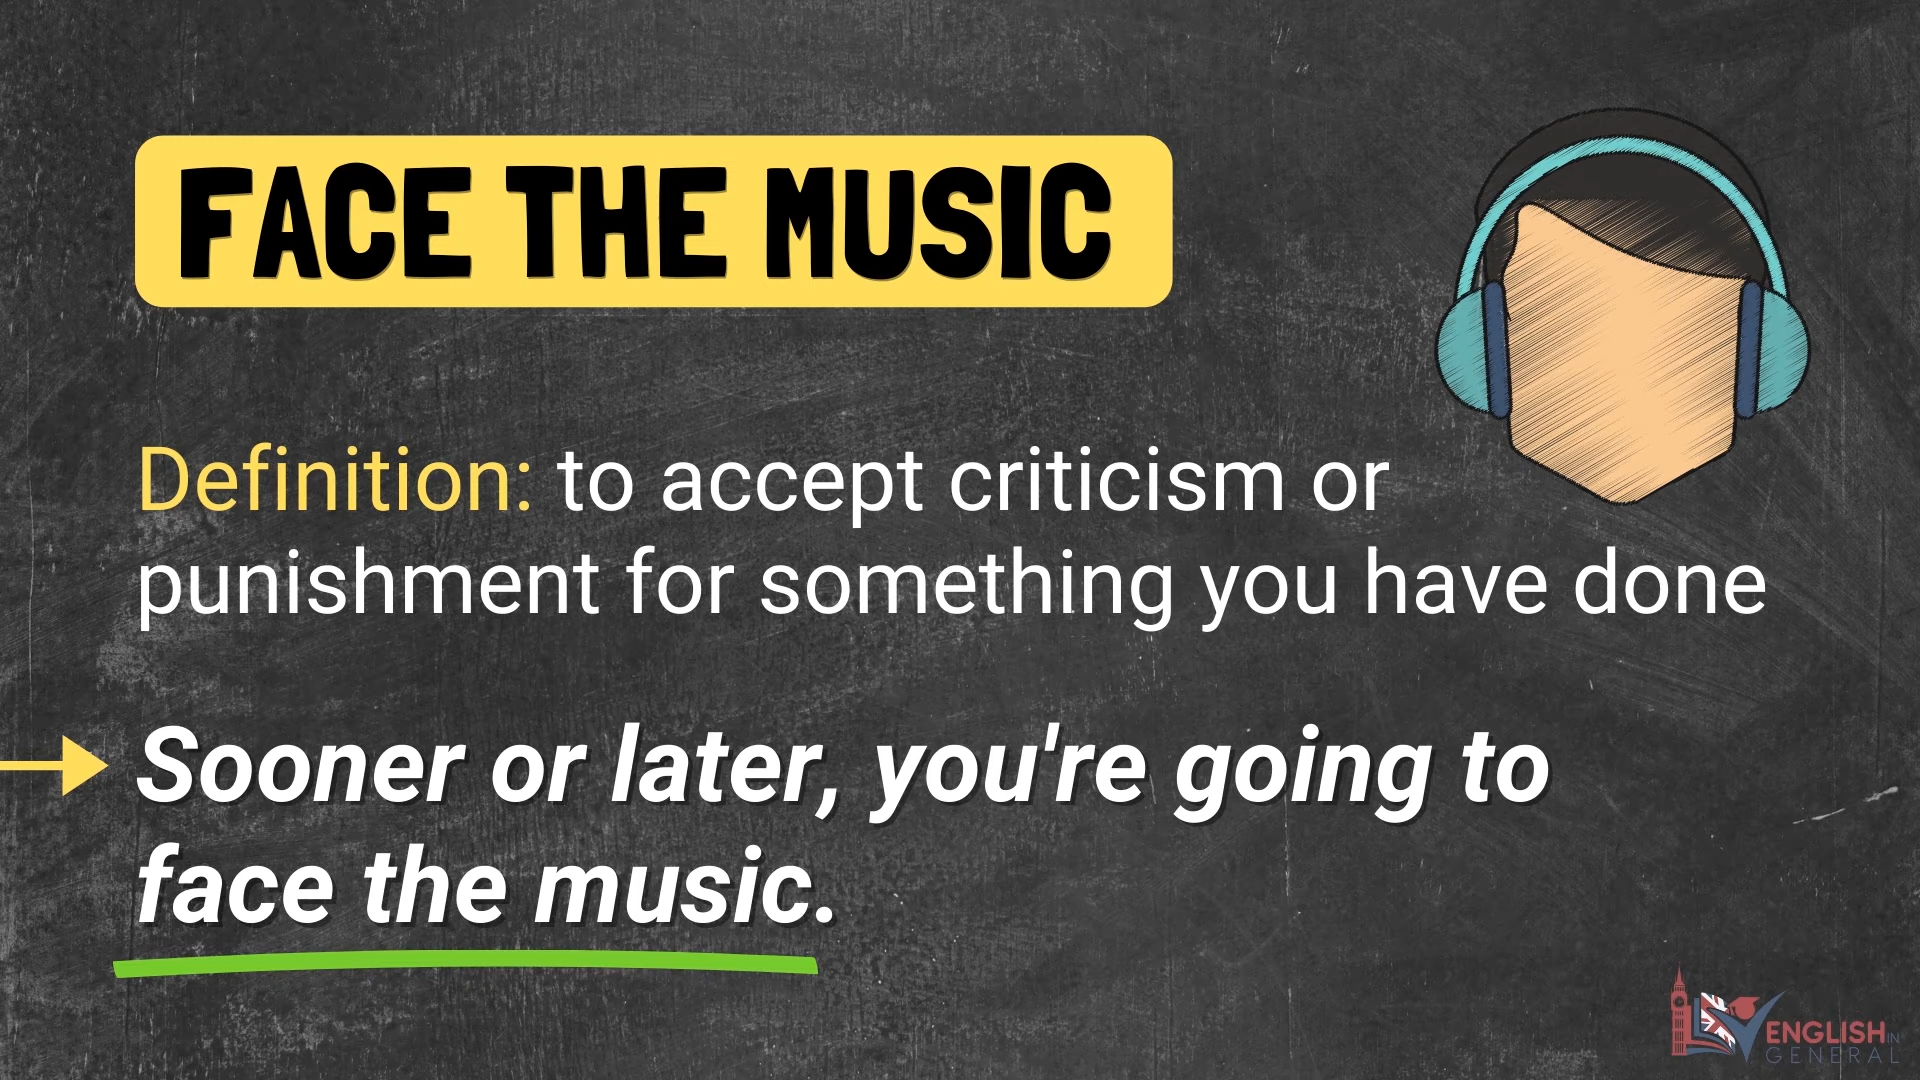 FACE THE MUSIC
Definition: to accept criticism or
punishment for something you have done
Sooner or later, you're going to
face the music.
ENGLISH IN
GENERAL